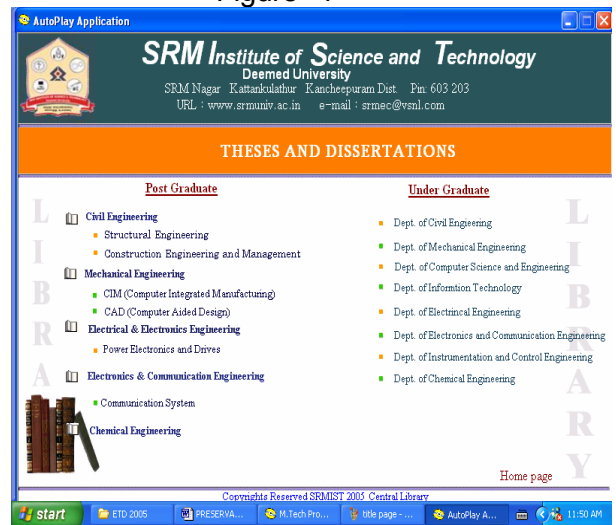 AutoPlay Application
SRM Institute of Science and Technology
Deemed University
SRM Nagar Kattankulathur Kancheepuram Dist. Pin: 603 203
URL : www.srmuniv.ac.in e-mail : srmec@vsnl.com
THESES AND DISSERTATIONS
Post Graduate
Civil Engineering
Structural Engineering
Construction Engineering and Management
Mechanical Engineering
CIM (Computer Integrated Manufacturing)
CAD (Computer Aided Design)
Electrical & Electronics Engineering
Power Electronics and Drives
Electronics & Communication Engineering
Communication System
Chemical Engineering
Under Graduate
Dept. of Civil Engieering
Dept. of Mechanical Engineering
Dept. of Computer Science and Engineering
Dept. of Informtion Technology
Dept. of Electrincal Engineering
Dept. of Electronics and Communication Engineering
Dept. of Instrumentation and Control Engineering
Dept. of Chemical Engineering
LIBRARY
LIBRARY
Home page
Copyrights Reserved SRMIST 2005 Central Library
start
ETD 2005
PRESERVA...
M.Tech Pro...
title page - ...
AutoPlay A...
11:50 AM